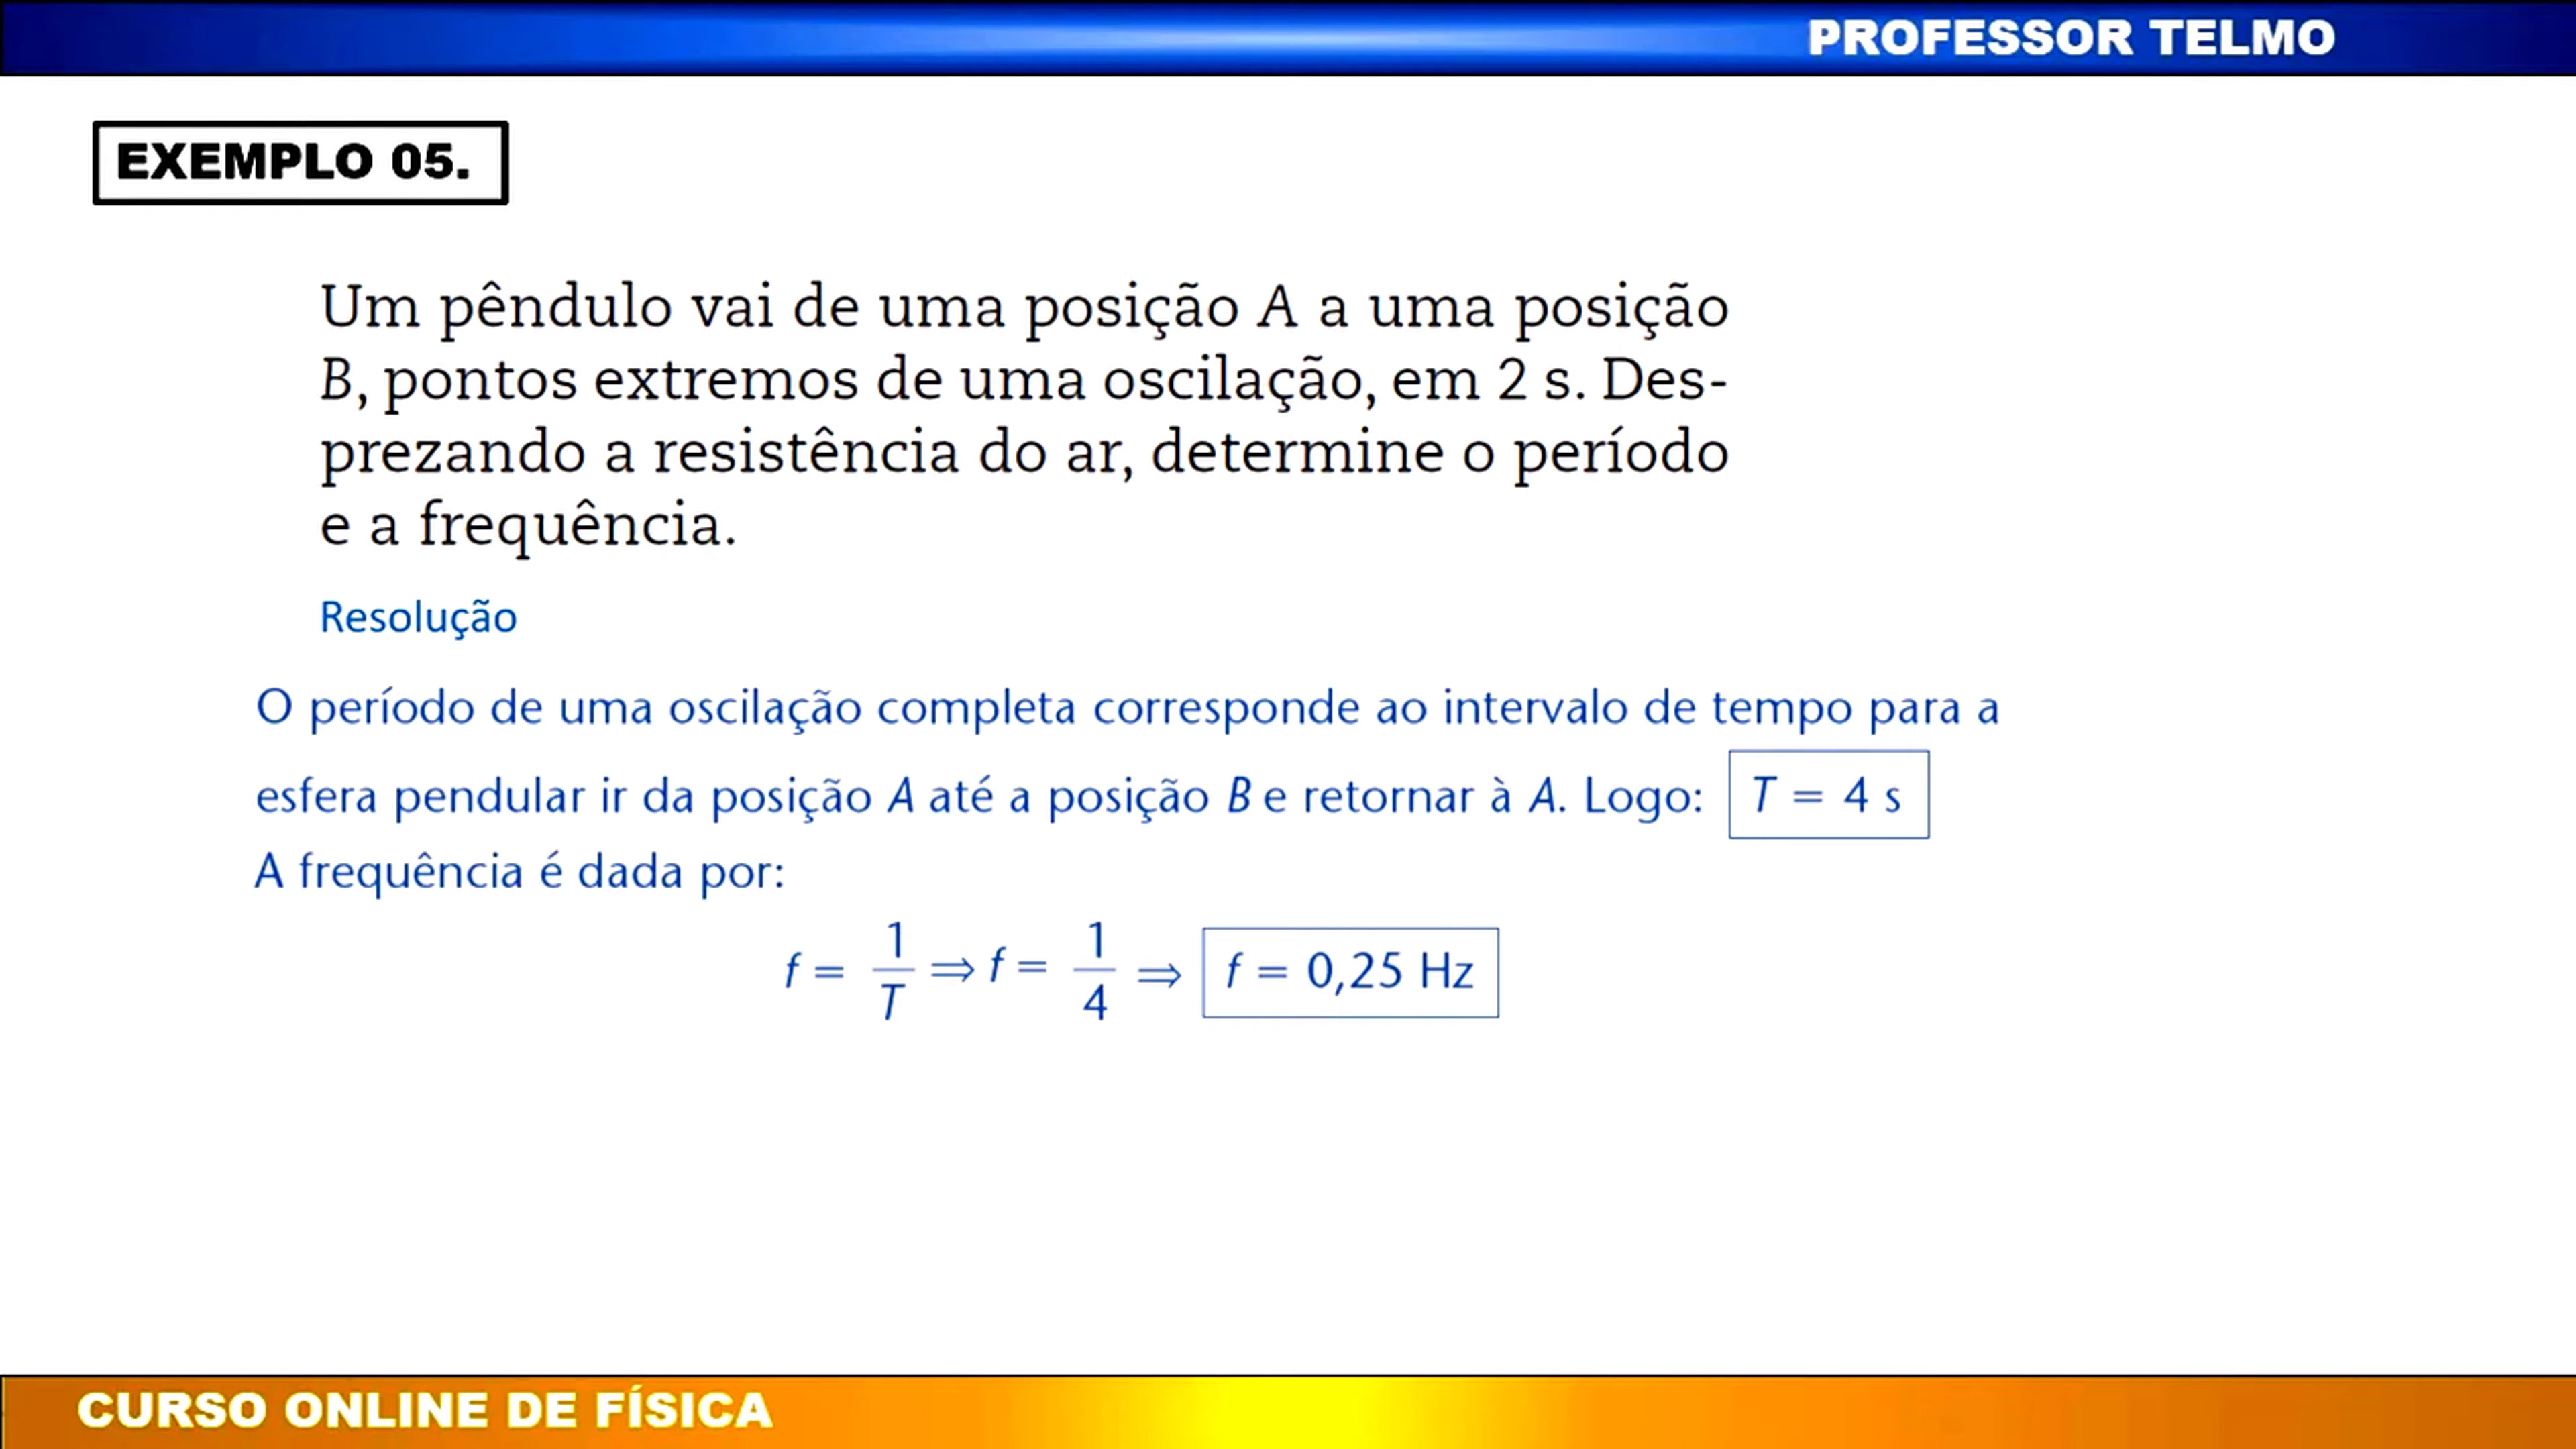 PROFESSOR TELMO
EXEMPLO 05.
Um pêndulo vai de uma posição A a uma posição
B, pontos extremos de uma oscilação, em 2 s. Des-
prezando a resistência do ar, determine o período
e a frequência.
Resolução
O período de uma oscilação completa corresponde ao intervalo de tempo para a
esfera pendular ir da posição A até a posição B e retornar à A. Logo: T = 4 s
A frequência é dada por:
f = 1/T ⇒ f = 1/4 ⇒ f = 0,25 Hz
CURSO ONLINE DE FÍSICA